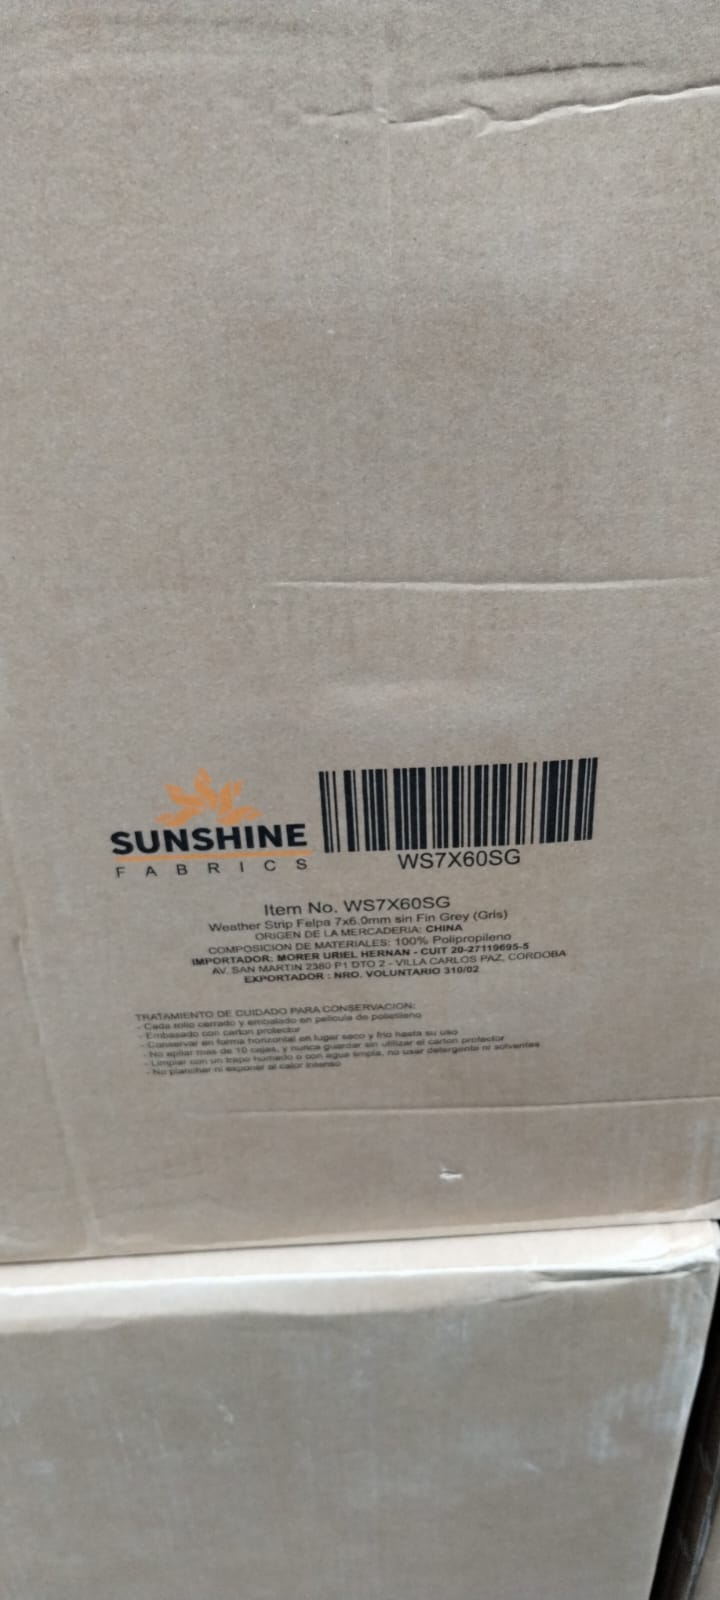 SUNSHINE
FABRICS
WS7X60SG
Item No. WS7X60SG
Weather Strip Felpa 7x6.0mm sin Fin Grey (Gris)
ORIGEN DE LA MERCADERIA: CHINA
COMPOSICION DE MATERIALES: 100% Polipropileno
IMPORTADOR: MORER URIEL HERNAN - CUIT 20-27119695-5
AV. SAN MARTIN 2380 P1 DTO 2 - VILLA CARLOS PAZ, CORDOBA
EXPORTADOR : NRO. VOLUNTARIO 310/02
TRATAMIENTO DE CUIDADO PARA CONSERVACION:
- Cada rollo cerrado y embalado en pelicula de polietileno
- Embasado con carton protector
- Conservar en forma horizontal en lugar seco y frio hasta su uso
- No apilar mas de 10 cajas, y nunca guardar sin utilizar el carton protector
- Limpiar con un trapo humedo o con agua limpia, no usar detergente ni solventes
- No planchar ni exponer al calor intenso